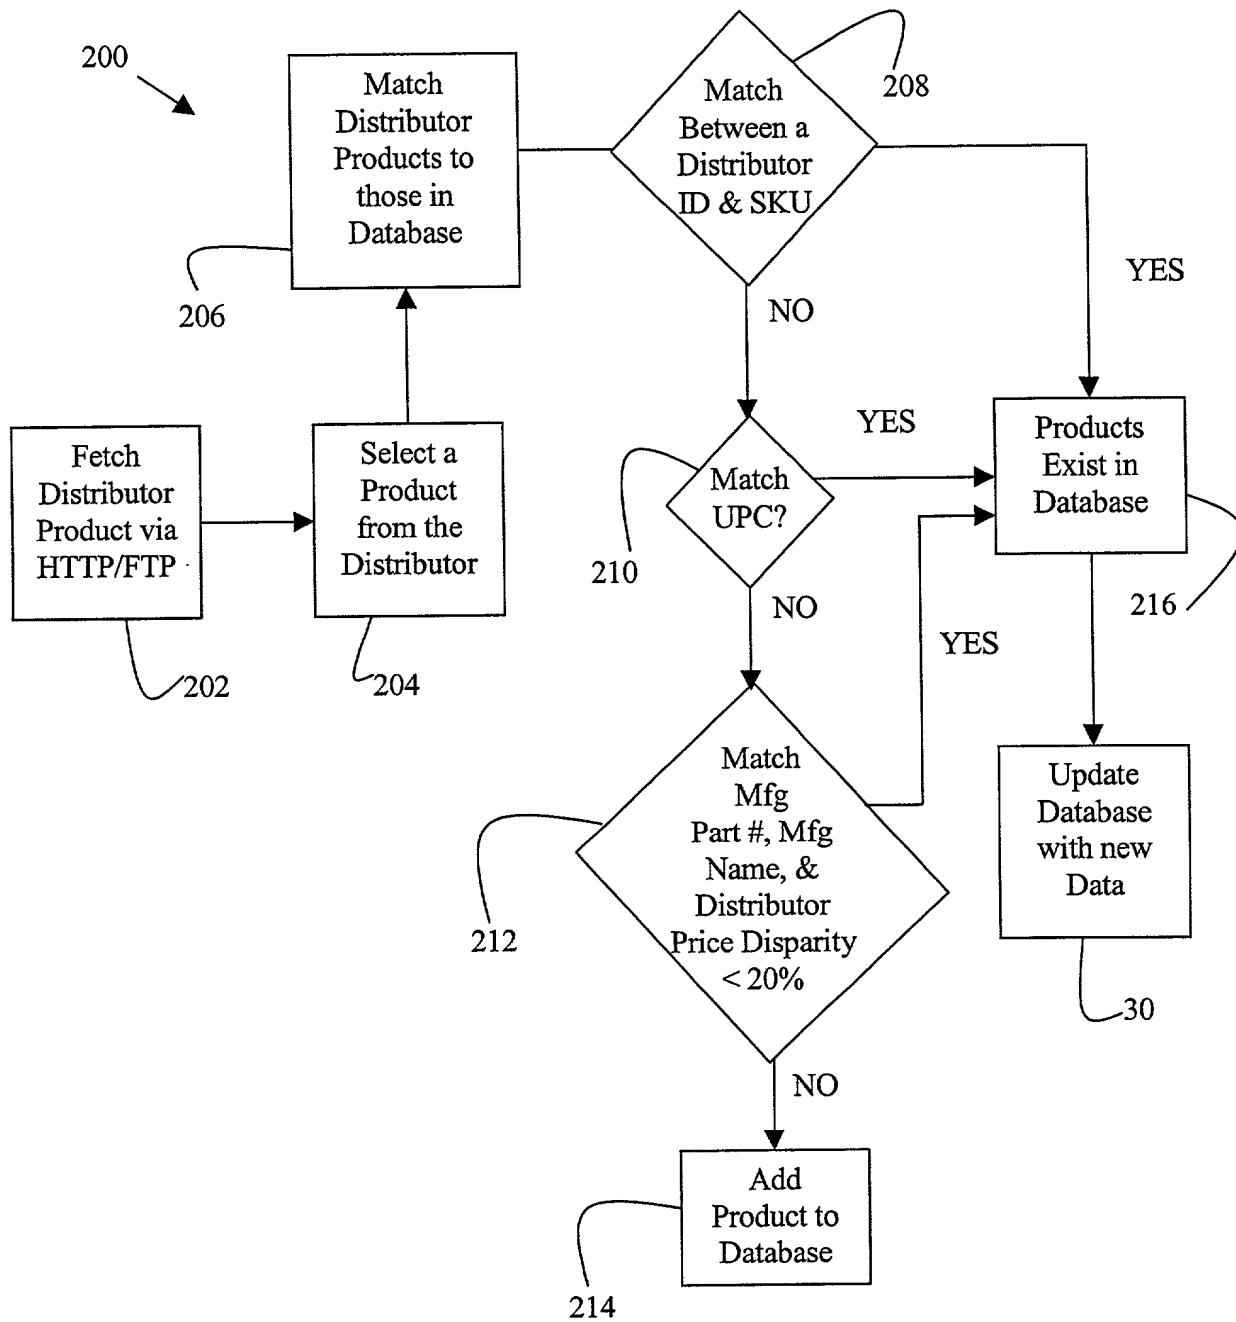 200
Match
Distributor
Products to
those in
Database
206
Match
Between a
Distributor
ID & SKU
208
YES
NO
Fetch
Distributor
Product via
HTTP/FTP
202
Select a
Product
from the
Distributor
204
Match
UPC?
210
YES
NO
Products
Exist in
Database
216
YES
Match
Mfg
Part #, Mfg
Name, &
Distributor
Price Disparity
< 20%
212
NO
Update
Database
with new
Data
30
Add
Product to
Database
214